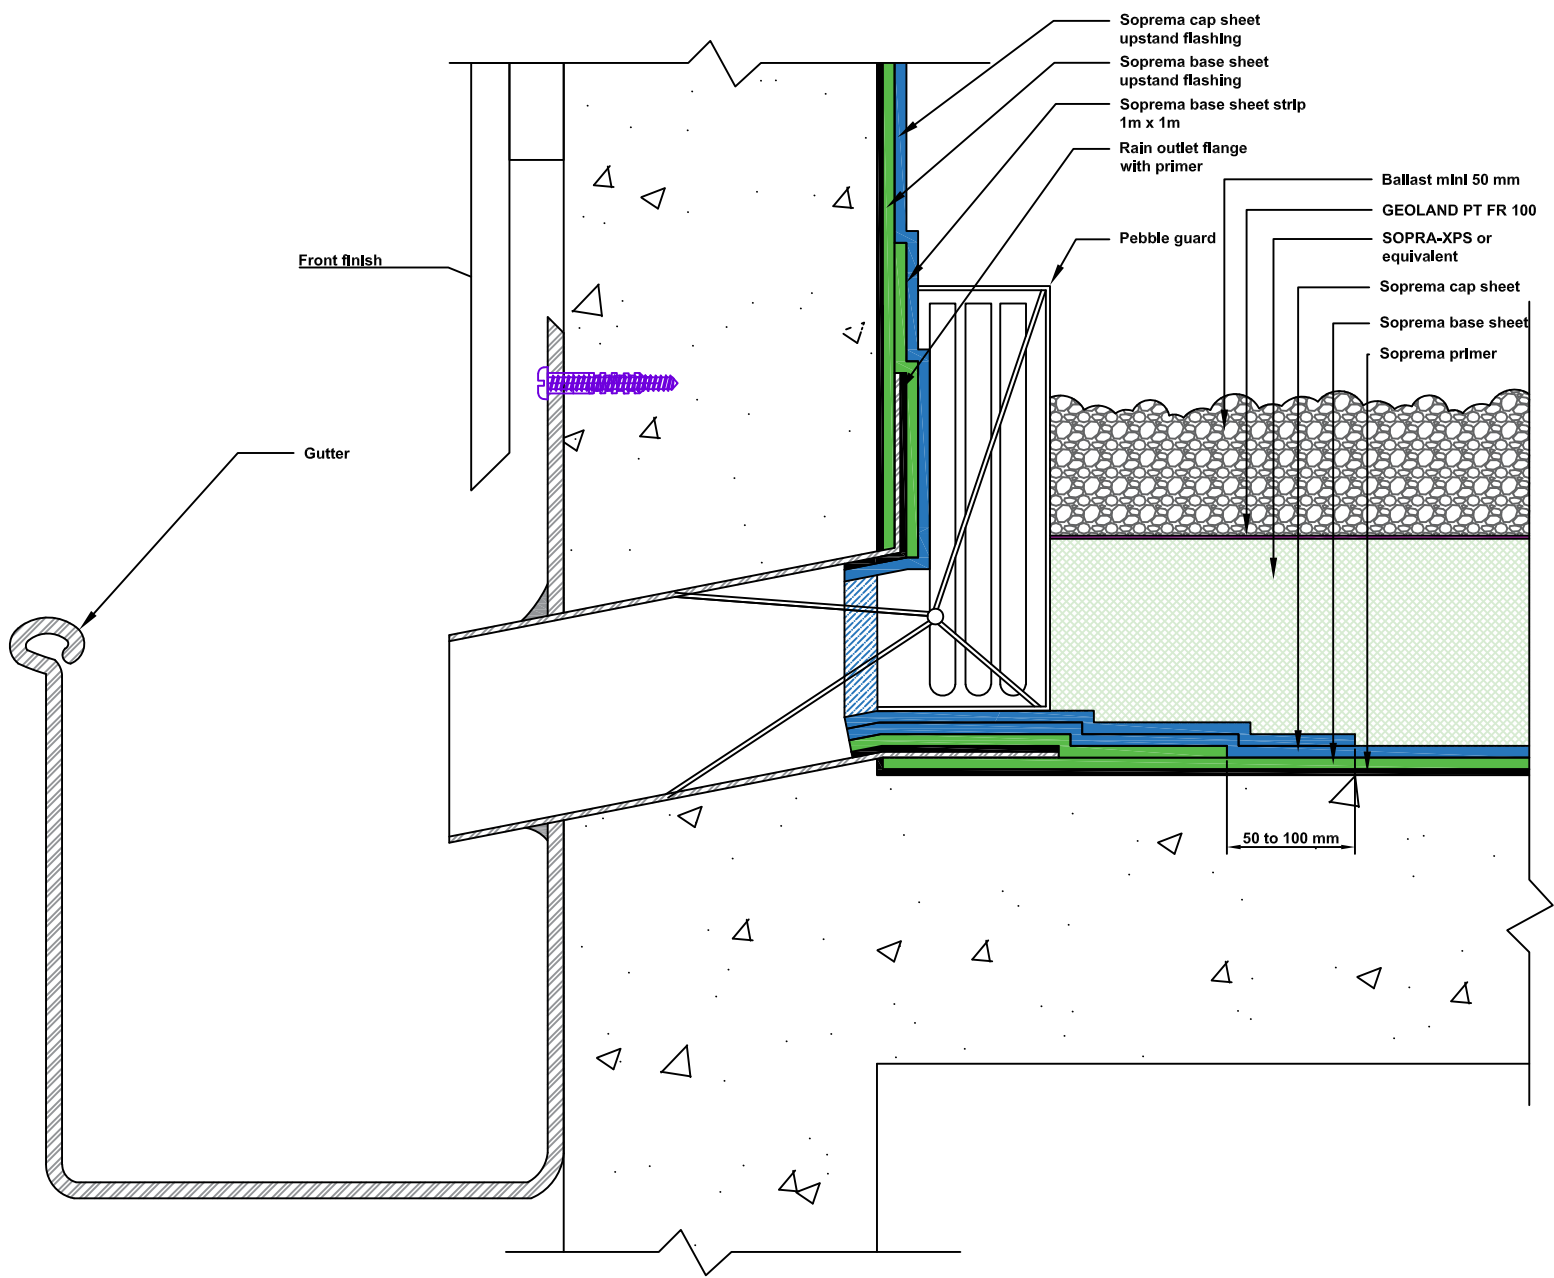 Soprema cap sheet
upstand flashing
Soprema base sheet
upstand flashing
Soprema base sheet strip
1m x 1m
Rain outlet flange
with primer
Ballast mini 50 mm
GEOLAND PT FR 100
Pebble guard
SOPRA-XPS or
equivalent
Front finish
Soprema cap sheet
Soprema base sheet
Soprema primer
Gutter
50 to 100 mm